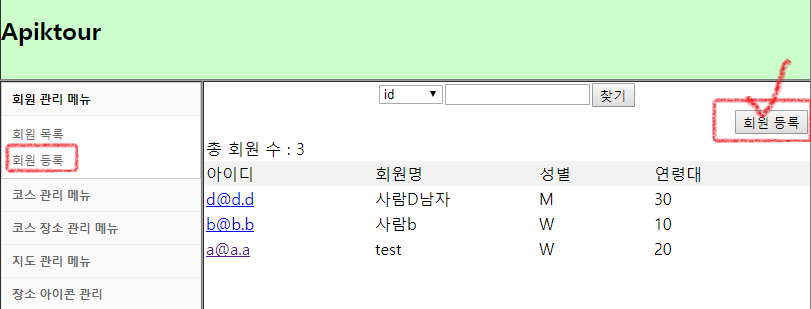 Apiktour
회원 관리 메뉴
회원 목록
회원 등록
코스 관리 메뉴
코스 장소 관리 메뉴
지도 관리 메뉴
장소 아이콘 관리
id 찾기
회원 등록
총 회원 수 : 3
아이디 회원명 성별 연령대
d@d.d 사람D남자 M 30
b@b.b 사람b W 10
a@a.a test W 20